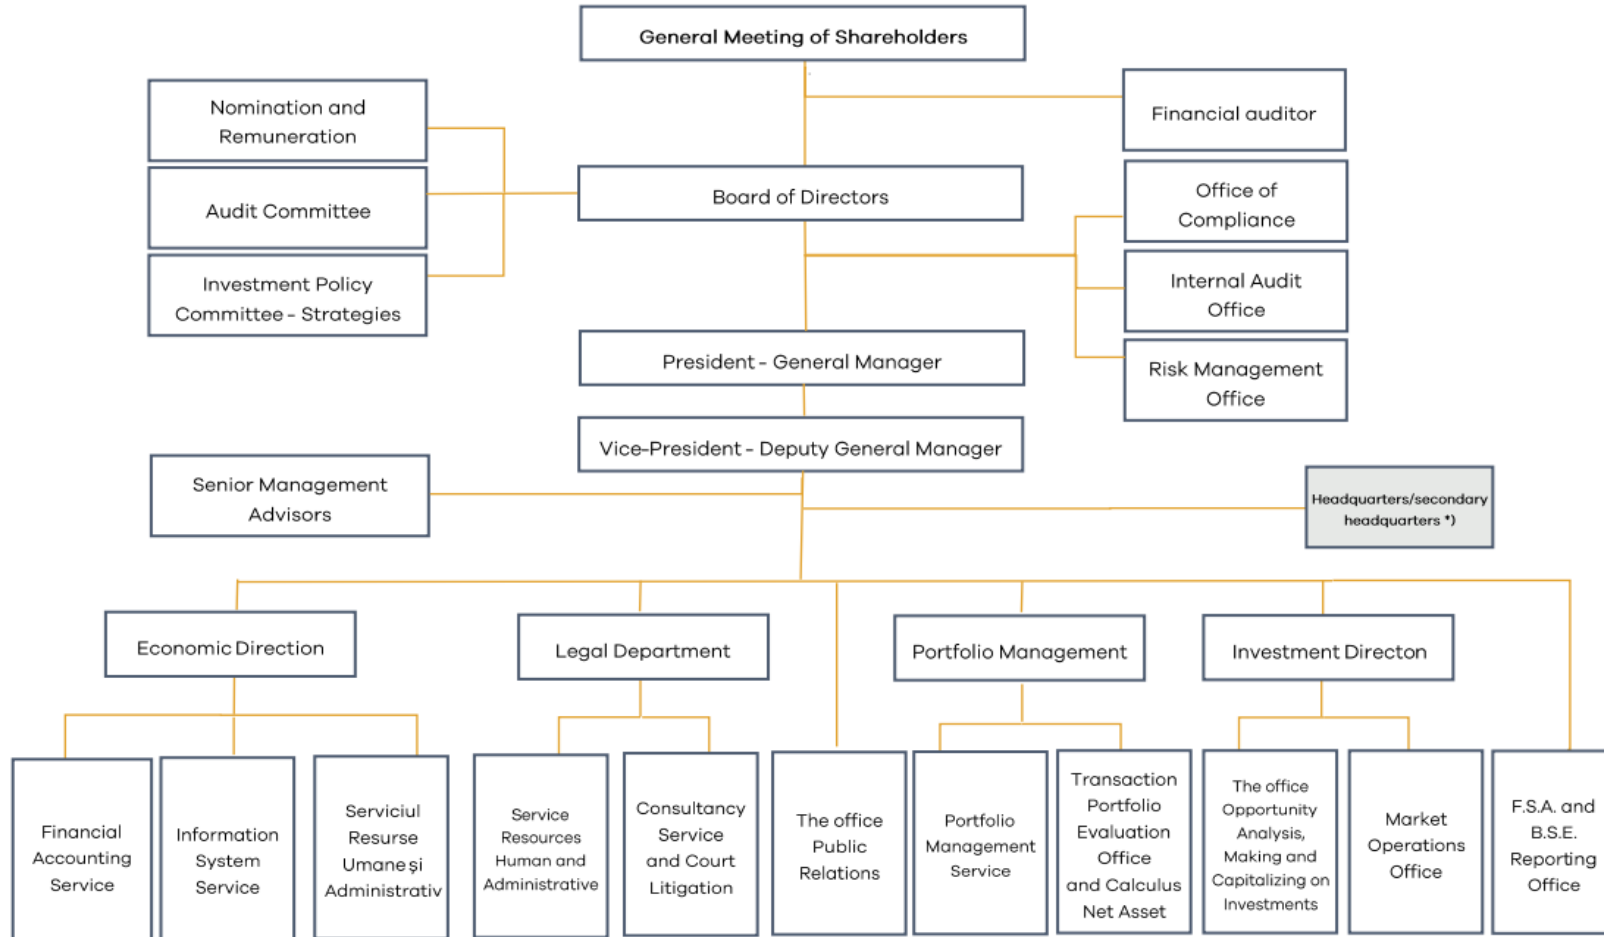 General Meeting of Shareholders
Nomination and
Remuneration
Financial auditor
Audit Committee
Board of Directors
Office of
Compliance
Investment Policy
Committee - Strategies
Internal Audit
Office
President - General Manager
Risk Management
Office
Vice-President - Deputy General Manager
Senior Management
Advisors
Headquarters/secondary
headquarters *)
Economic Direction
Legal Department
Portfolio Management
Investment Directon
Financial
Accounting
Service
Information
System
Service
Serviciul
Resurse
Umane și
Administrativ
Service
Resources
Human and
Administrative
Consultancy
Service
and Court
Litigation
The office
Public
Relations
Portfolio
Management
Service
Transaction
Portfolio
Evaluation
Office
and Calculus
Net Asset
The office
Opportunity
Analysis,
Making and
Capitalizing on
Investments
Market
Operations
Office
F.S.A. and
B.S.E.
Reporting
Office